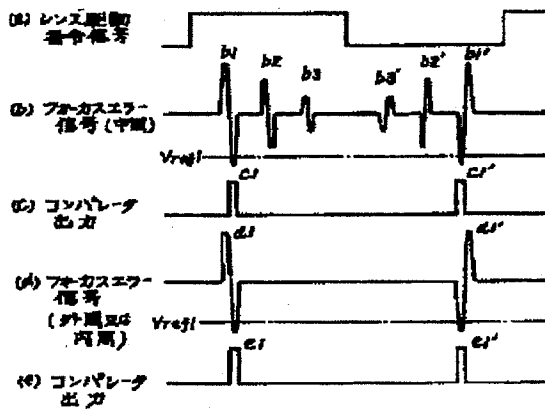 (a) レンズ駆動
指令信号
b1 b2 b3 b3' b2' b1'
(b) フォーカスエラー
信号(中周)
Vref1
c1 c1'
(c) コンパレータ
出力
d1 d1'
(d) フォーカスエラー
信号
(外周又は
内周)
Vref1
e1 e1'
(e) コンパレータ
出力